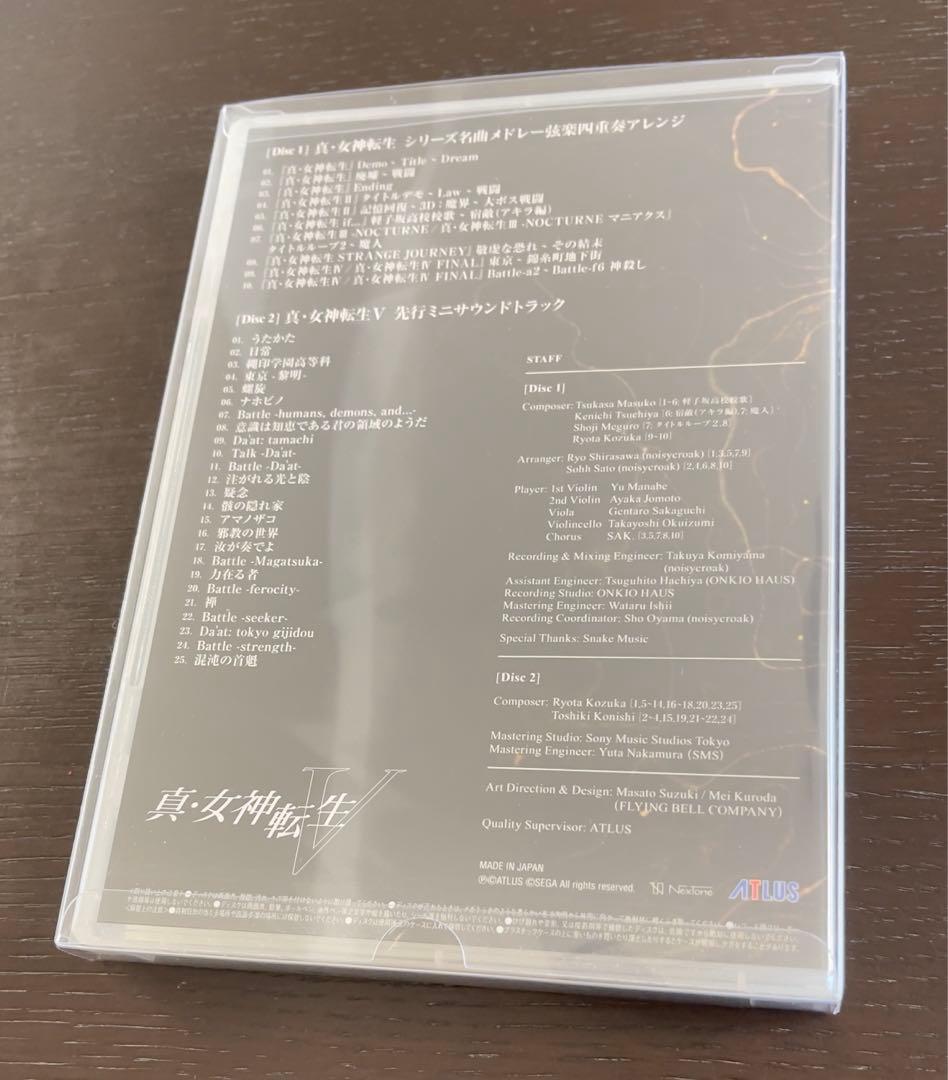 [Disc 1] 真・女神転生 シリーズ名曲メドレー弦楽四重奏アレンジ
01. 『真・女神転生』Demo ~ Title ~ Dream
02. 『真・女神転生』廃墟 ~ 戦闘
03. 『真・女神転生』Ending
04. 『真・女神転生Ⅱ』タイトルデモ ~ Law ~ 戦闘
05. 『真・女神転生Ⅱ』記憶回復 ~ 3D:魔界 ~ 大ボス戦闘
06. 『真・女神転生 if...』軽子坂高校校歌 ~ 宿敵(アキラ編)
07. 『真・女神転生Ⅲ-NOCTURNE/真・女神転生Ⅲ-NOCTURNE マニアクス』
タイトルループ2 ~ 魔人
08. 『真・女神転生 STRANGE JOURNEY』敬虔な恐れ ~ その結末
09. 『真・女神転生Ⅳ/真・女神転生Ⅳ FINAL』東京 ~ 錦糸町地下街
10. 『真・女神転生Ⅳ/真・女神転生Ⅳ FINAL』Battle-a2 ~ Battle-f6 神殺し
[Disc 2] 真・女神転生Ⅴ 先行ミニサウンドトラック
01. うたかた
02. 日常
03. 縄印学園高等科
04. 東京 -黎明-
05. 螺旋
06. ナホビノ
07. Battle -humans, demons, and...-
08. 意識は知恵である君の領域のようだ
09. Da'at: tamachi
10. Talk -Da'at-
11. Battle -Da'at-
12. 注がれる光と陰
13. 疑念
14. 骸の隠れ家
15. アマノザコ
16. 邪教の世界
17. 汝が奏でよ
18. Battle -Magatsuka-
19. 力在る者
20. Battle -ferocity-
21. 禅
22. Battle -seeker-
23. Da'at: tokyo gijidou
24. Battle -strength-
25. 混沌の首魁
STAFF
[Disc 1]
Composer: Tsukasa Masuko [1~6; 軽子坂高校校歌]
Kenichi Tsuchiya [6; 宿敵(アキラ編), 7; 魔人]
Shoji Meguro [7; タイトルループ2, 8]
Ryota Kozuka [9~10]
Arranger: Ryo Shirasawa (noisycroak) [1,3,5,7,9]
Sohh Sato (noisycroak) [2,4,6,8,10]
Player: 1st Violin Yu Manabe
2nd Violin Ayaka Jomoto
Viola Gentaro Sakaguchi
Violincello Takayoshi Okuizumi
Chorus SAK. [3,5,7,8,10]
Recording & Mixing Engineer: Takuya Komiyama
(noisycroak)
Assistant Engineer: Tsuguhito Hachiya (ONKIO HAUS)
Recording Studio: ONKIO HAUS
Mastering Engineer: Wataru Ishii
Recording Coordinator: Sho Oyama (noisycroak)
Special Thanks: Snake Music
[Disc 2]
Composer: Ryota Kozuka [1,5~14,16~18,20,23,25]
Toshiki Konishi [2~4,15,19,21~22,24]
Mastering Studio: Sony Music Studios Tokyo
Mastering Engineer: Yuta Nakamura (SMS)
Art Direction & Design: Masato Suzuki / Mei Kuroda
(FLYING BELL COMPANY)
Quality Supervisor: ATLUS
真・女神転生V
MADE IN JAPAN
ⓅⒸATLUS ⒸSEGA All rights reserved.
NexTone
ATLUS